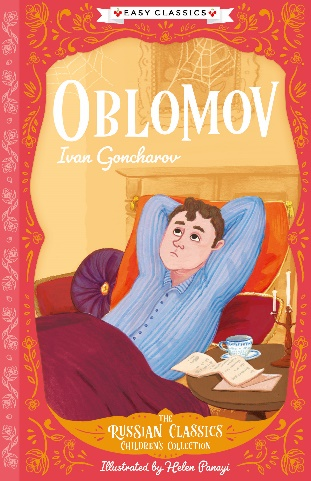 EASY CLASSICS
OBLOMOV
Ivan Goncharov
THE
RUSSIAN CLASSICS
CHILDREN'S COLLECTION
Illustrated by Helen Panayi